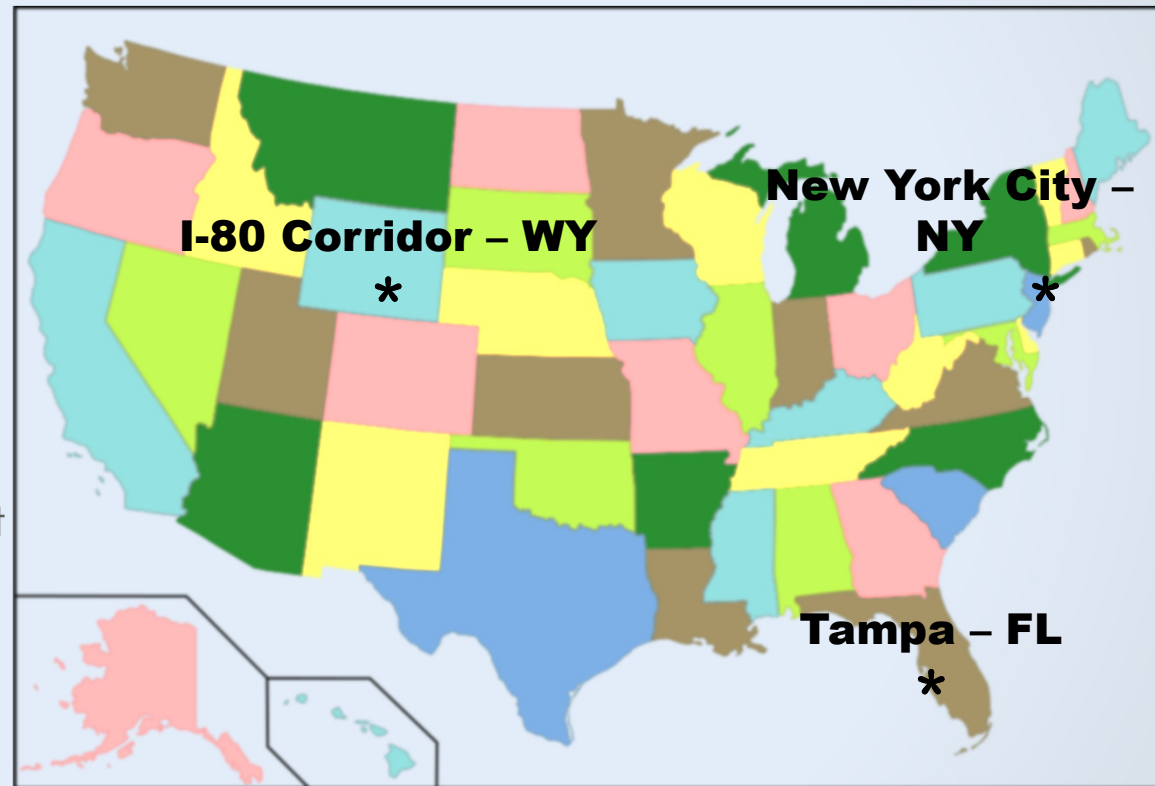 New York City –
NY
I-80 Corridor – WY
*
*
Tampa – FL
*